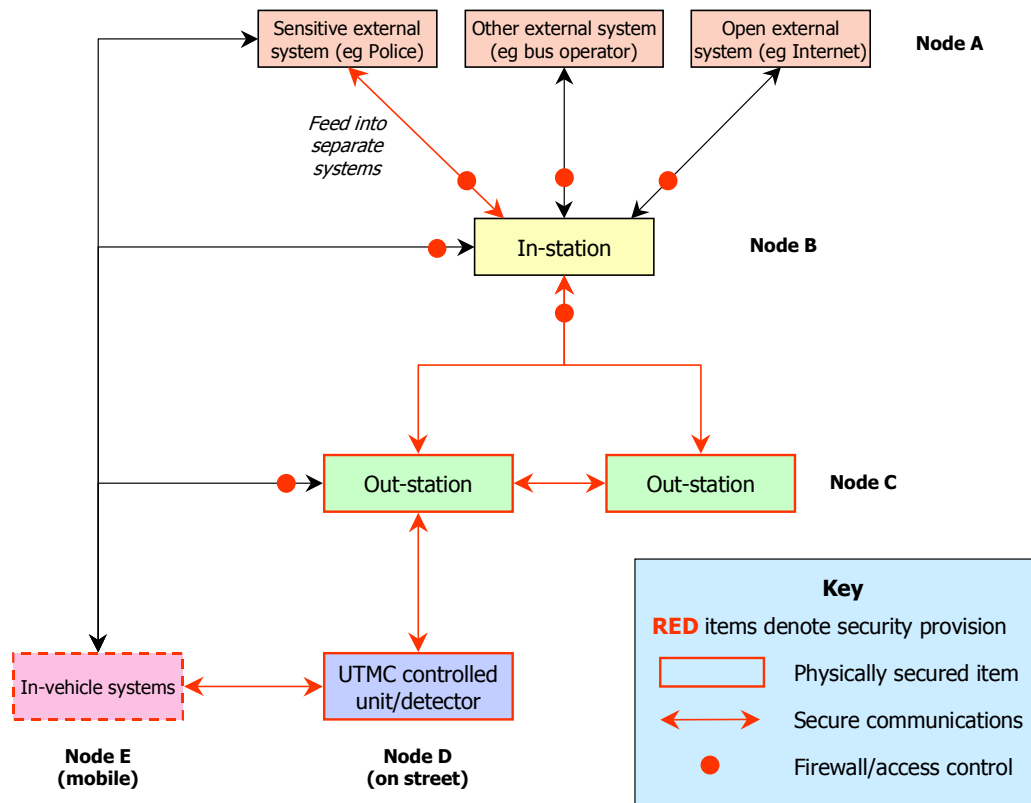 Sensitive external
system (eg Police)
Other external system
(eg bus operator)
Open external
system (eg Internet)
Node A
Feed into
separate
systems
In-station
Node B
Out-station
Out-station
Node C
In-vehicle systems
UTMC controlled
unit/detector
Node E
(mobile)
Node D
(on street)
Key
RED items denote security provision
Physically secured item
Secure communications
Firewall/access control